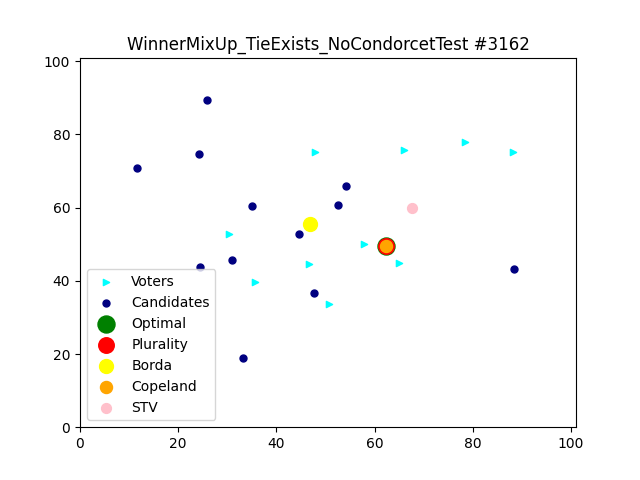 WinnerMixUp_TieExists_NoCondorcetTest #3162
100
80
60
40
20
0
Voters
Candidates
Optimal
Plurality
Borda
Copeland
STV
0 20 40 60 80 100